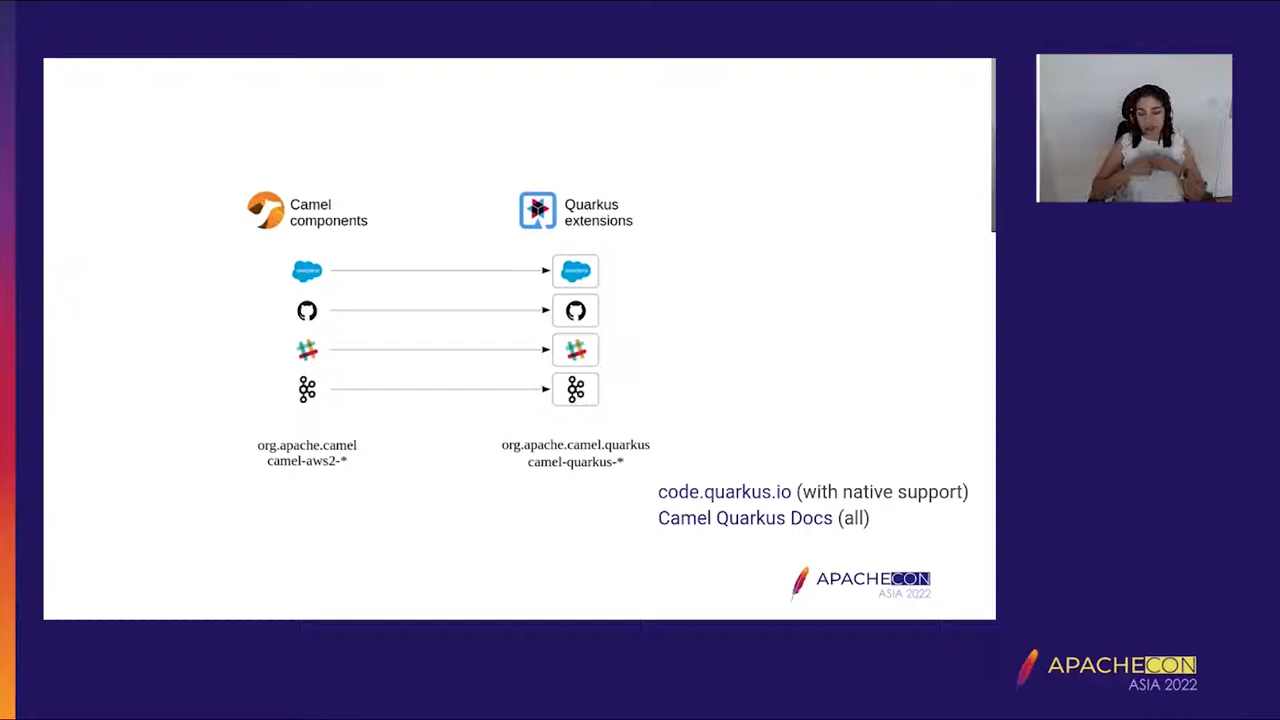 Camel
components
Quarkus
extensions
org.apache.camel
camel-aws2-*
org.apache.camel.quarkus
camel-quarkus-*
code.quarkus.io (with native support)
Camel Quarkus Docs (all)
APACHECON
ASIA 2022
APACHECON
ASIA 2022